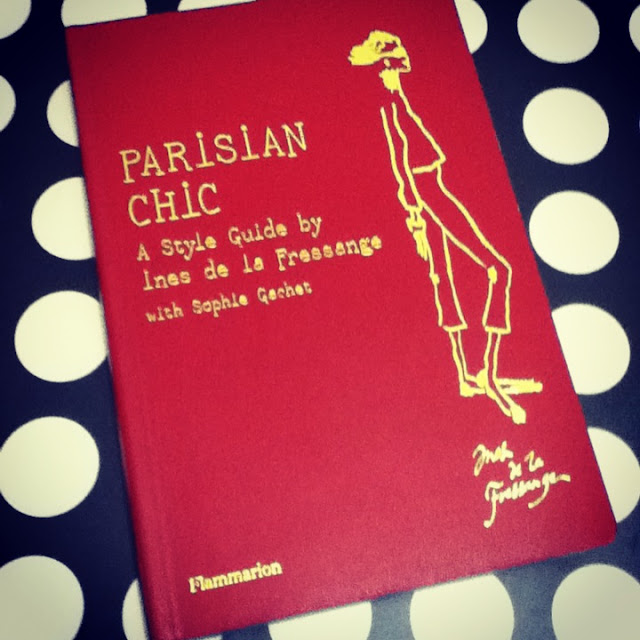 PARiSiAN
CHiC
A Style Guide by
Ines de la Fressange
with Sophie Gachet
Ines
de la
Fressange
Flammarion